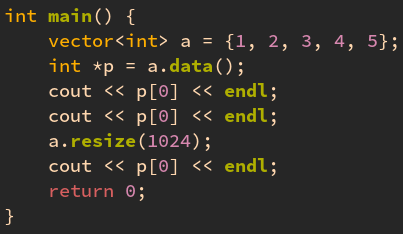 int main() {
    vector<int> a = {1, 2, 3, 4, 5};
    int *p = a.data();
    cout << p[0] << endl;
    cout << p[0] << endl;
    a.resize(1024);
    cout << p[0] << endl;
    return 0;
}